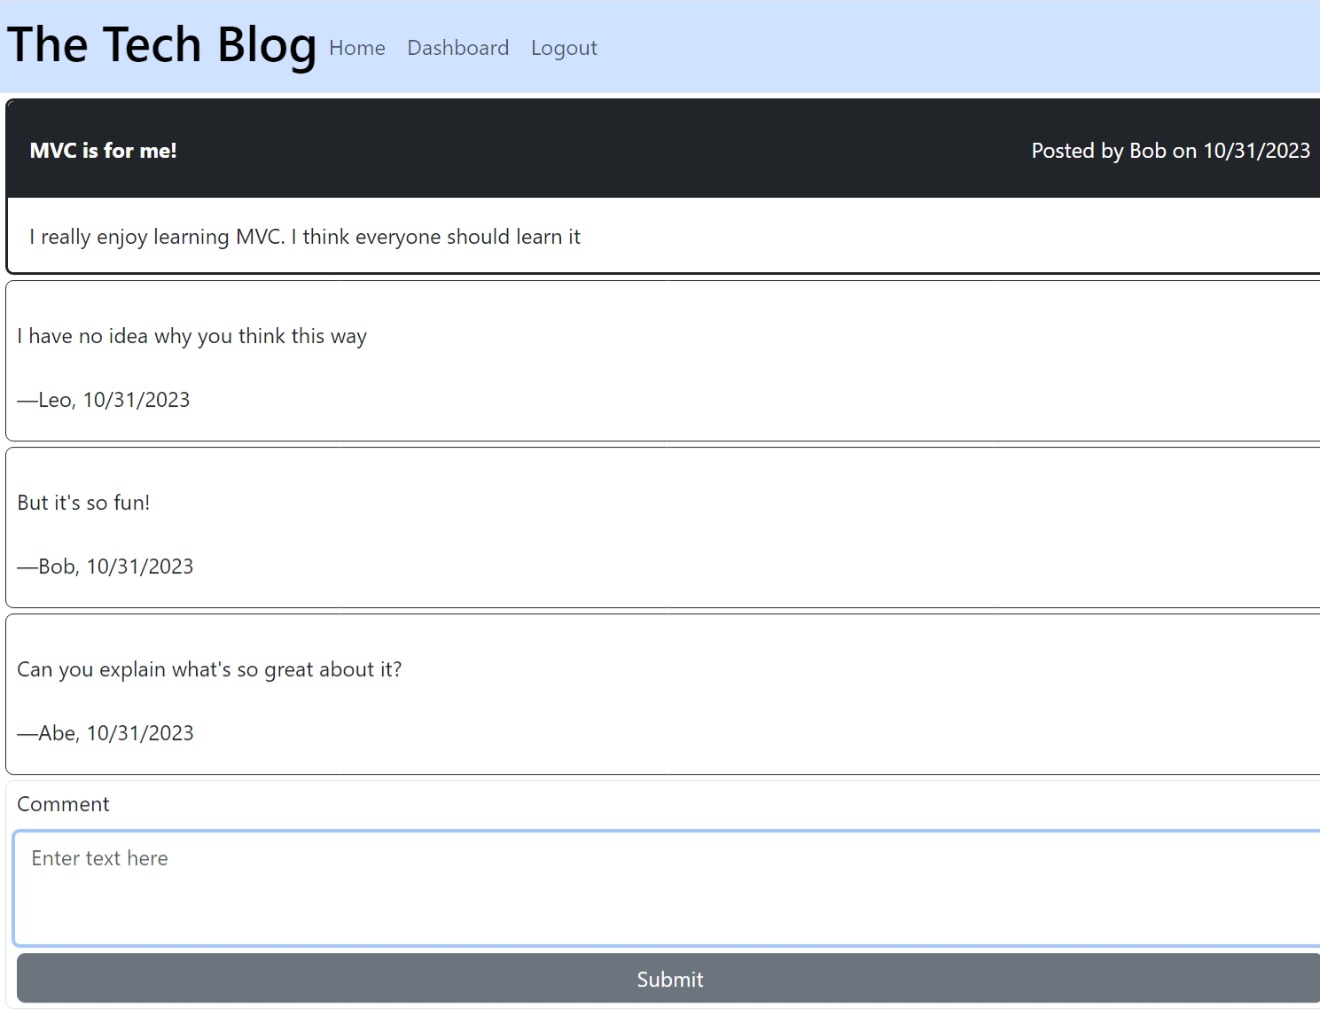 The Tech Blog Home Dashboard Logout
MVC is for me! Posted by Bob on 10/31/2023
I really enjoy learning MVC. I think everyone should learn it
I have no idea why you think this way
—Leo, 10/31/2023
But it's so fun!
—Bob, 10/31/2023
Can you explain what's so great about it?
—Abe, 10/31/2023
Comment
Enter text here
Submit